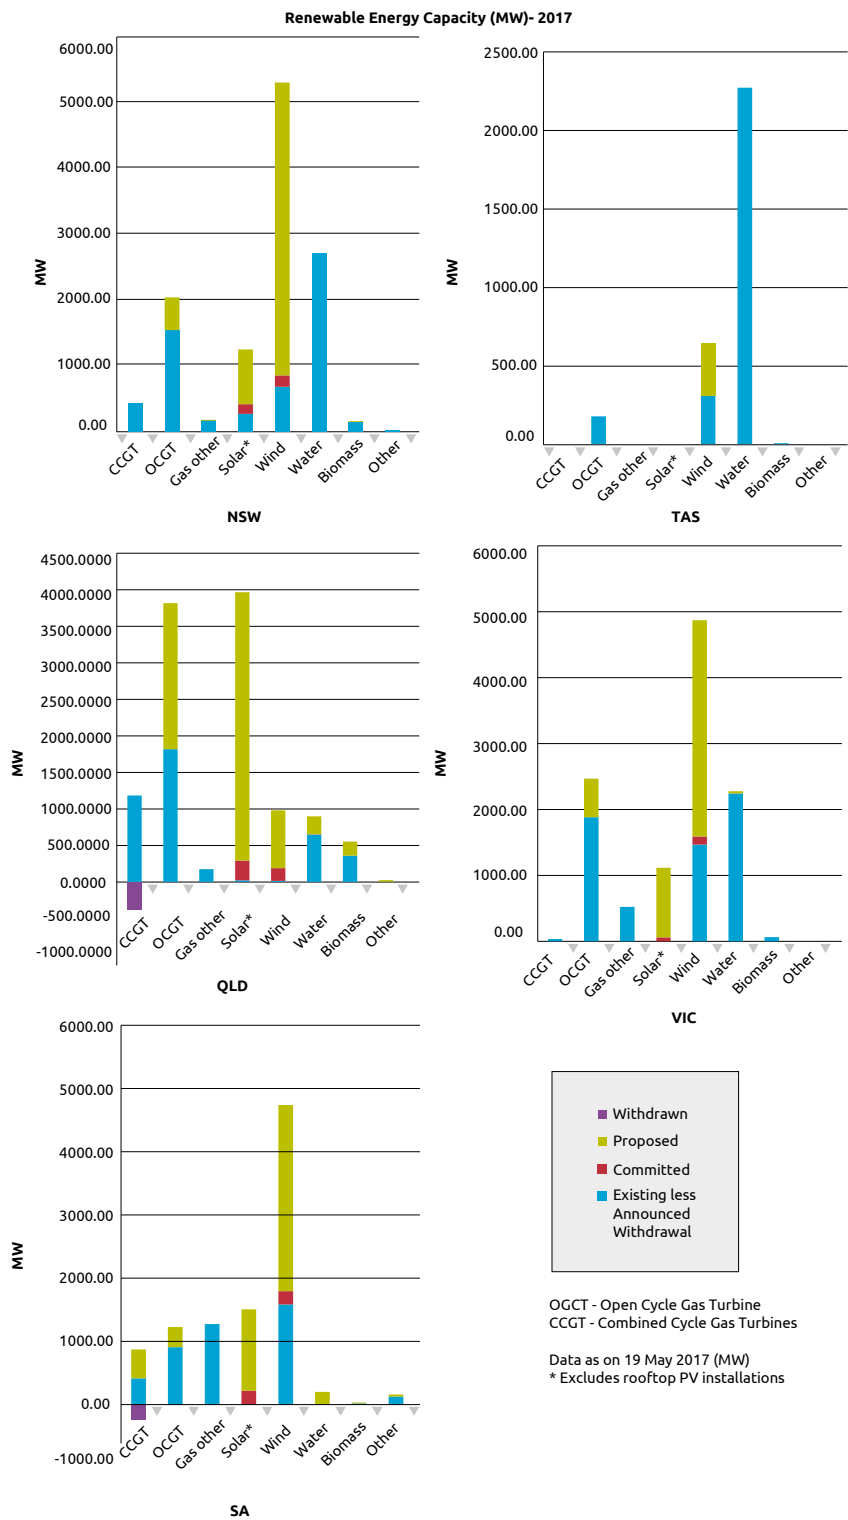 Renewable Energy Capacity (MW)- 2017
6000.00
5000.00
4000.00
3000.00
2000.00
1000.00
0.00
MW
CCGT
OCGT
Gas other
Solar*
Wind
Water
Biomass
Other
NSW
2500.00
2000.00
1500.00
1000.00
500.00
0.00
MW
CCGT
OCGT
Gas other
Solar*
Wind
Water
Biomass
Other
TAS
4500.0000
4000.0000
3500.0000
3000.0000
2500.0000
2000.0000
1500.0000
1000.0000
500.0000
0.0000
-500.0000
-1000.0000
MW
CCGT
OCGT
Gas other
Solar*
Wind
Water
Biomass
Other
QLD
6000.00
5000.00
4000.00
3000.00
2000.00
1000.00
0.00
MW
CCGT
OCGT
Gas other
Solar*
Wind
Water
Biomass
Other
VIC
6000.00
5000.00
4000.00
3000.00
2000.00
1000.00
0.00
-1000.00
MW
CCGT
OCGT
Gas other
Solar*
Wind
Water
Biomass
Other
SA
Withdrawn
Proposed
Committed
Existing less
Announced
Withdrawal
OGCT - Open Cycle Gas Turbine
CCGT - Combined Cycle Gas Turbines
Data as on 19 May 2017 (MW)
* Excludes rooftop PV installations